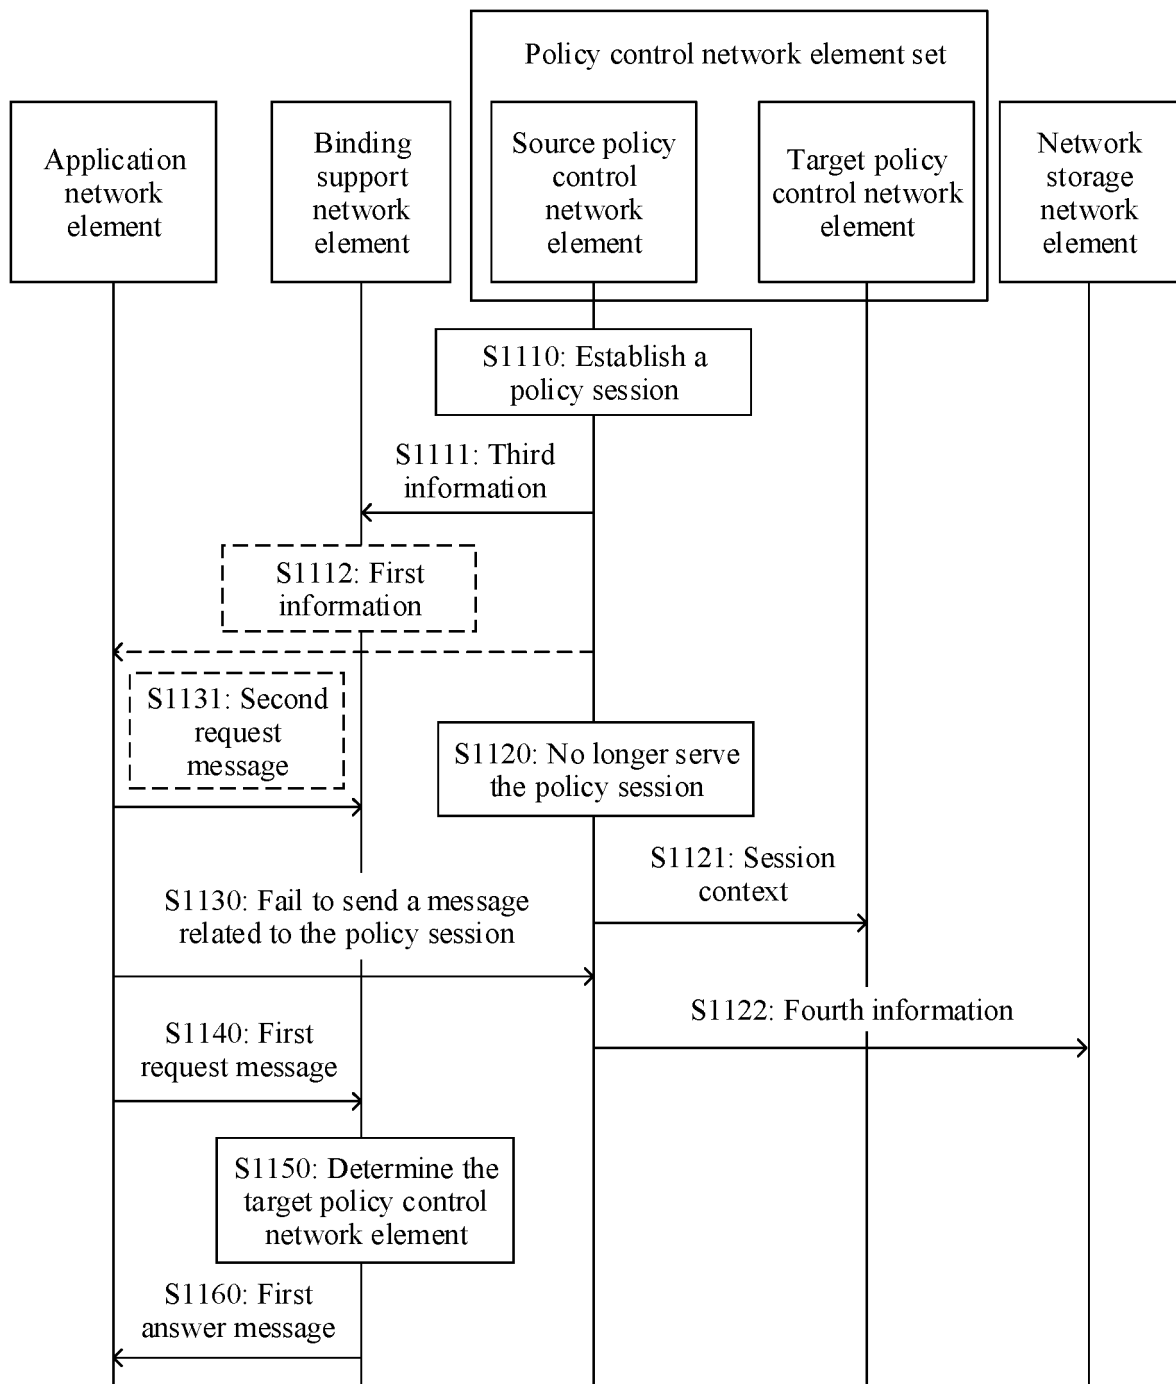 Policy control network element set
Application
network
element
Binding
support
network
element
Source policy
control
network
element
Target policy
control network
element
Network
storage
network
element
S1110: Establish a
policy session
S1111: Third
information
S1112: First
information
S1131: Second
request
message
S1120: No longer serve
the policy session
S1121: Session
context
S1130: Fail to send a message
related to the policy session
S1122: Fourth information
S1140: First
request message
S1150: Determine the
target policy control
network element
S1160: First
answer message